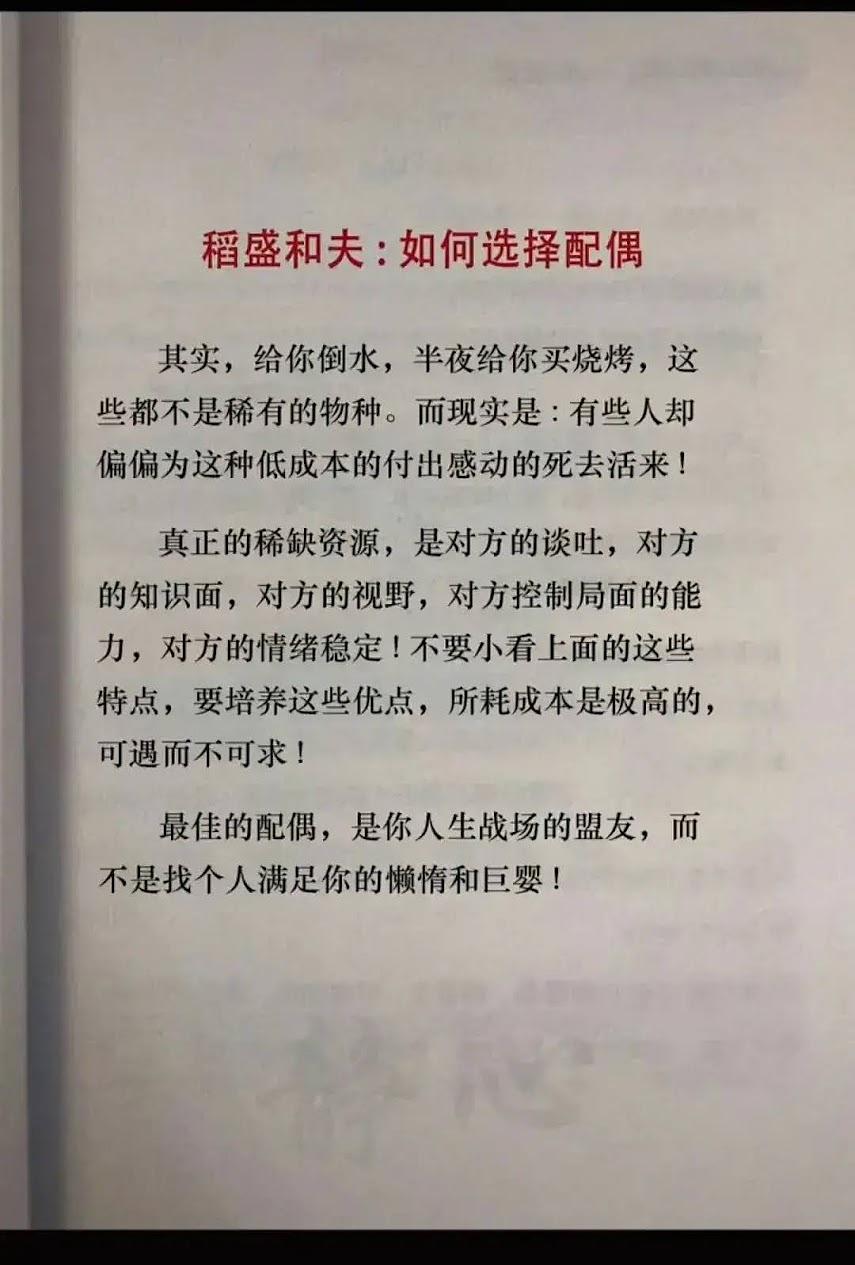 稻盛和夫:如何选择配偶
其实，给你倒水，半夜给你买烧烤，这
些都不是稀有的物种。而现实是:有些人却
偏偏为这种低成本的付出感动的死去活来!
真正的稀缺资源，是对方的谈吐，对方
的知识面，对方的视野，对方控制局面的能
力，对方的情绪稳定!不要小看上面的这些
特点，要培养这些优点，所耗成本是极高的，
可遇而不可求!
最佳的配偶，是你人生战场的盟友，而
不是找个人满足你的懒惰和巨婴!
静心